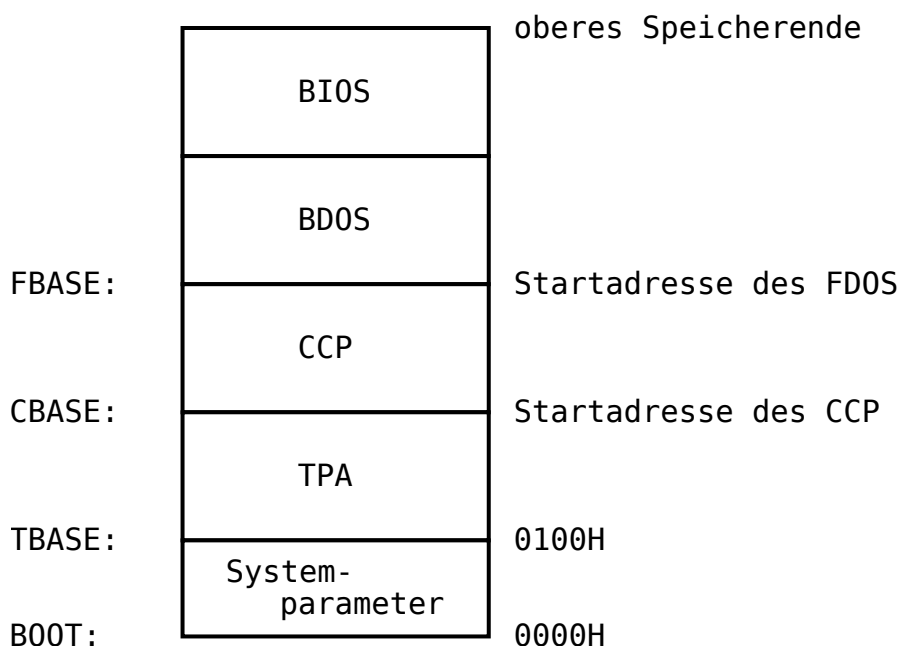 oberes Speicherende
BIOS
BDOS
FBASE: Startadresse des FDOS
CCP
CBASE: Startadresse des CCP
TPA
TBASE: 0100H
System-
parameter
BOOT: 0000H